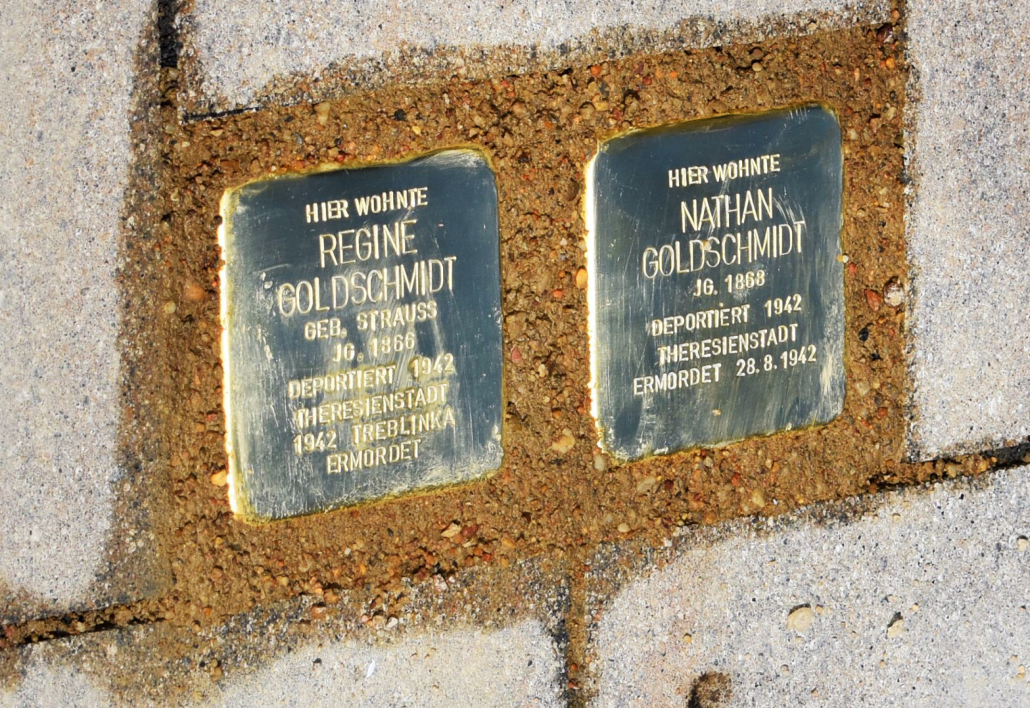 HIER WOHNTE
REGINE
GOLDSCHMIDT
GEB. STRAUSS
JG. 1866
DEPORTIERT 1942
THERESIENSTADT
1942 TREBLINKA
ERMORDET
HIER WOHNTE
NATHAN
GOLDSCHMIDT
JG. 1868
DEPORTIERT 1942
THERESIENSTADT
ERMORDET 28.8.1942